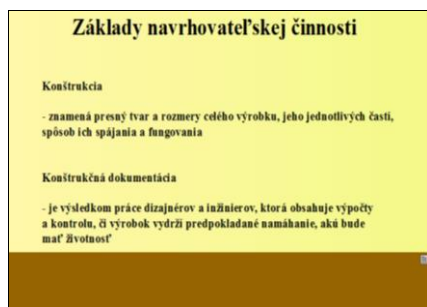 Základy navrhovateľskej činnosti
Konštrukcia
- znamená presný tvar a rozmery celého výrobku, jeho jednotlivých častí,
spôsob ich spájania a fungovania
Konštrukčná dokumentácia
- je výsledkom práce dizajnérov a inžinierov, ktorá obsahuje výpočty
a kontrolu, či výrobok vydrží predpokladané namáhanie, akú bude
mať životnosť